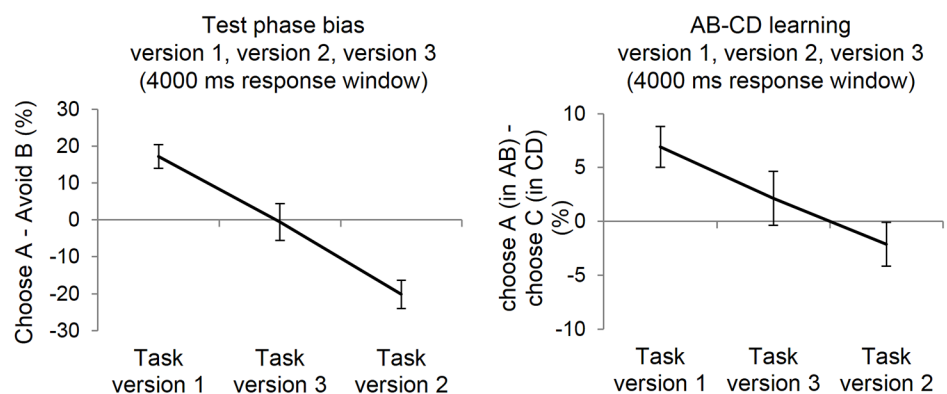 Test phase bias
version 1, version 2, version 3
(4000 ms response window)
Choose A - Avoid B (%)
30
20
10
0
-10
-20
-30
Task
version 1
Task
version 3
Task
version 2
AB-CD learning
version 1, version 2, version 3
(4000 ms response window)
choose A (in AB) -
choose C (in CD)
(%)
10
5
0
-5
-10
Task
version 1
Task
version 3
Task
version 2